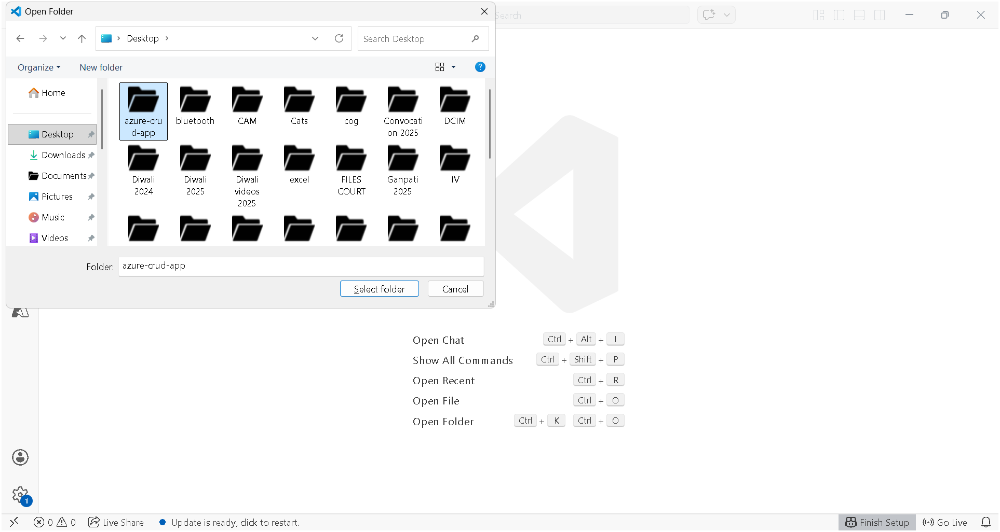 Open Folder
Search
Desktop
Search Desktop
Organize
New folder
?
Home
Desktop
Downloads
Documents
Pictures
Music
Videos
azure-cru
d-app
bluetooth
CAM
Cats
cog
Convocati
on 2025
DCIM
Diwali
2024
Diwali
2025
Diwali
videos
2025
excel
FILES
COURT
Ganpati
2025
IV
Folder:
azure-crud-app
Select folder
Cancel
Open Chat Ctrl + Alt + I
Show All Commands Ctrl + Shift + P
Open Recent Ctrl + R
Open File Ctrl + O
Open Folder Ctrl + K Ctrl + O
1
0 0 Live Share Update is ready, click to restart. Finish Setup Go Live